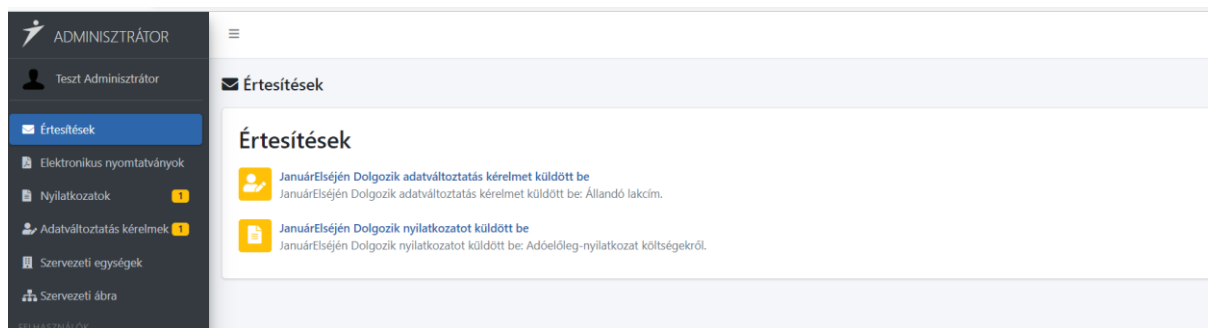 ADMINISZTRÁTOR
Teszt Adminisztrátor
Értesítések
Elektronikus nyomtatványok
Nyilatkozatok 1
Adatváltoztatás kérelmek 1
Szervezeti egységek
Szervezeti ábra
FELHASZNÁLÓK
Értesítések
Értesítések
JanuárElséjén Dolgozik adatváltoztatás kérelmet küldött be
JanuárElséjén Dolgozik adatváltoztatás kérelmet küldött be: Állandó lakcím.
JanuárElséjén Dolgozik nyilatkozatot küldött be
JanuárElséjén Dolgozik nyilatkozatot küldött be: Adóelőleg-nyilatkozat költségekről.